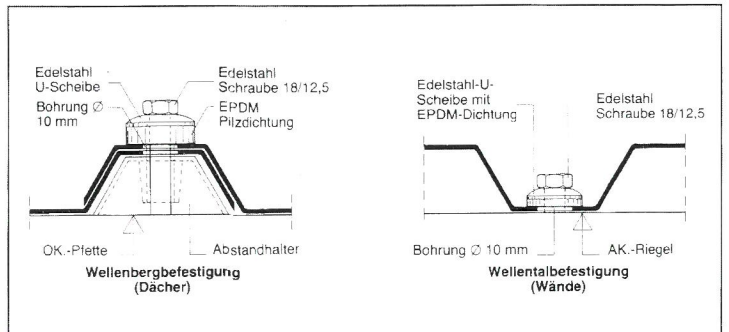 Edelstahl
U-Scheibe
Bohrung ∅
10 mm
Edelstahl
Schraube 18/12,5
EPDM
Pilzdichtung
OK.-Pfette
Abstandhalter
Wellenbergbefestigung
(Dächer)
Edelstahl-U-
Scheibe mit
EPDM-Dichtung
Edelstahl
Schraube 18/12,5
Bohrung ∅ 10 mm
AK.-Riegel
Wellentalbefestigung
(Wände)